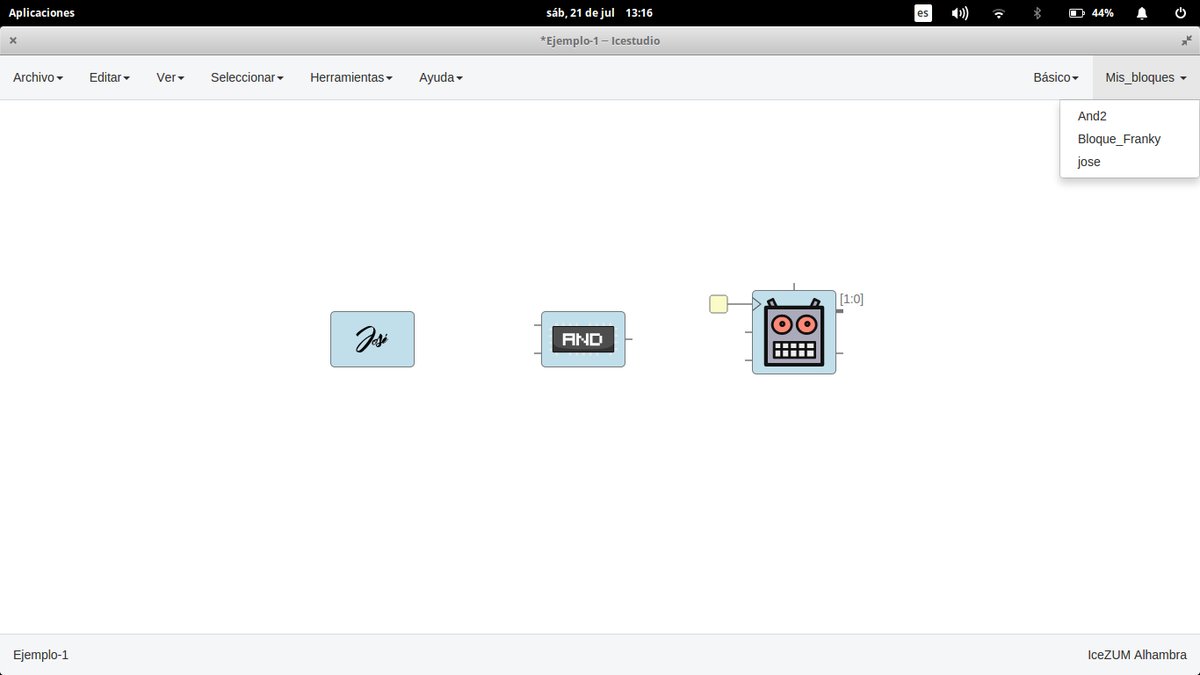 Aplicaciones
sáb, 21 de jul 13:16
es
44%
*Ejemplo-1 – Icestudio
Archivo
Editar
Ver
Seleccionar
Herramientas
Ayuda
Básico
Mis_bloques
And2
Bloque_Franky
jose
José
AND
[1:0]
Ejemplo-1
IceZUM Alhambra